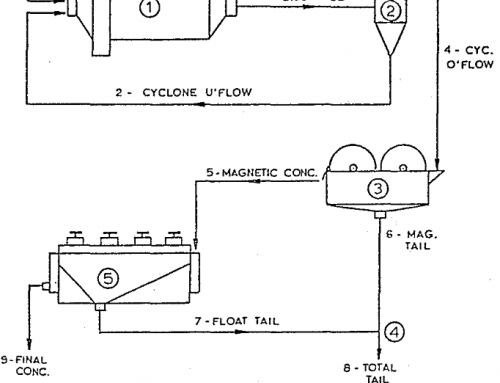 1
2
4 - CYC.
O'FLOW
2 - CYCLONE U'FLOW
5-MAGNETIC CONC.
3
6 - MAG.
TAIL
5
7-FLOAT TAIL
4
9-FINAL
CONC.
8-TOTAL
TAIL